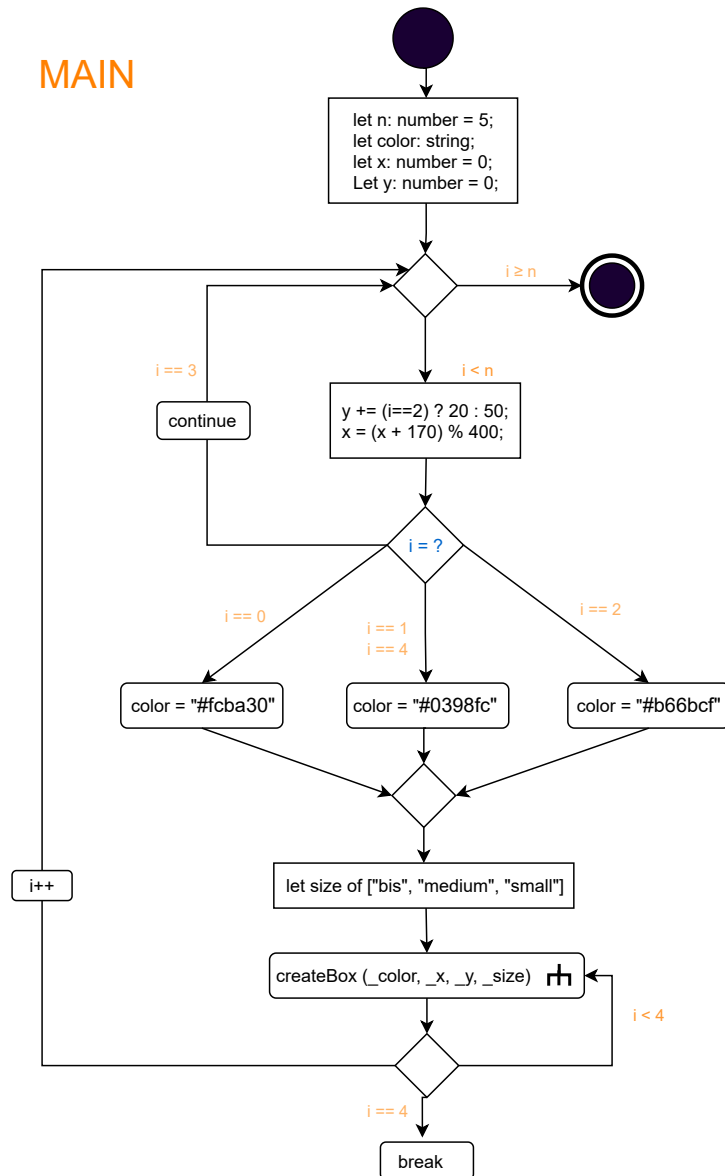 MAIN
let n: number = 5;
let color: string;
let x: number = 0;
Let y: number = 0;
i ≥ n
i == 3
i < n
continue
y += (i==2) ? 20 : 50;
x = (x + 170) % 400;
i = ?
i == 0
i == 1
i == 4
i == 2
color = "#fcba30"
color = "#0398fc"
color = "#b66bcf"
i++
let size of ["bis", "medium", "small"]
createBox (_color, _x, _y, _size)
i < 4
i == 4
break